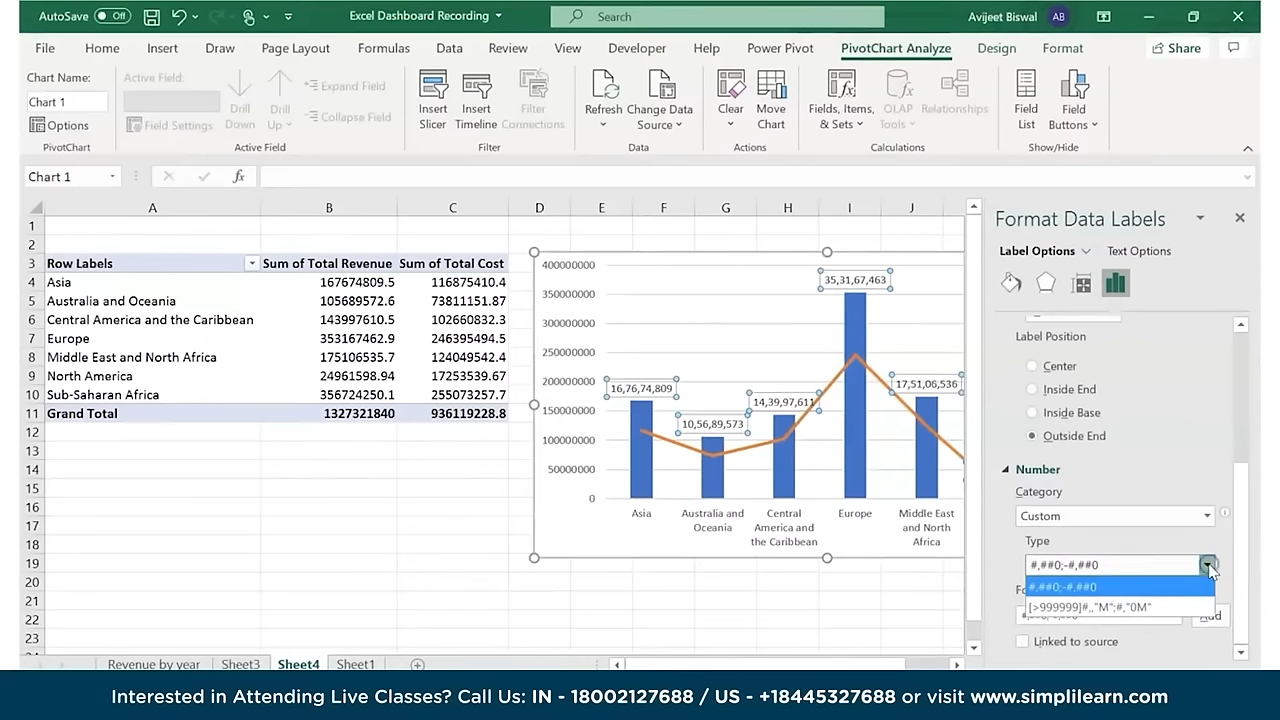 AutoSave Off Excel Dashboard Recording Search Avijeet Biswal AB
File Home Insert Draw Page Layout Formulas Data Review View Developer Help Power Pivot PivotChart Analyze Design Format Share
Chart Name: Active Field:
Chart 1
Options Field Settings
Drill Down Drill Up
Expand Field
Collapse Field
Insert Slicer Insert Timeline Filter Connections
Refresh Change Data Source
Clear Move Chart
Fields, Items, & Sets OLAP Tools Relationships
Field List Field Buttons
PivotChart Active Field Filter Data Actions Calculations Show/Hide
Chart 1 fx
A B C D E F G H I J
1
2
3 Row Labels Sum of Total Revenue Sum of Total Cost
4 Asia 167674809.5 116875410.4
5 Australia and Oceania 105689572.6 73811151.87
6 Central America and the Caribbean 143997610.5 102660832.3
7 Europe 353167462.9 246395494.5
8 Middle East and North Africa 175106535.7 124049542.4
9 North America 24961598.94 17253539.67
10 Sub-Saharan Africa 356724250.1 255073257.7
11 Grand Total 1327321840 936119228.8
12
13
14
15
16
17
18
19
20
21
22
23
400000000
350000000
300000000
250000000
200000000
150000000
100000000
50000000
0
16,76,74,809
10,56,89,573
14,39,97,611
35,31,67,463
17,51,06,536
Asia
Australia and
Oceania
Central
America and
the Caribbean
Europe
Middle East
and North
Africa
Format Data Labels
Label Options Text Options
Label Position
Center
Inside End
Inside Base
Outside End
Number
Category
Custom
Type
#,##0;-#,##0
#,##0;-#,##0
[>999999]#,,"M";#,"0M"
Add
Linked to source
Revenue by year Sheet3 Sheet4 Sheet1
Interested in Attending Live Classes? Call Us: IN - 18002127688 / US - +18445327688 or visit www.simplilearn.com